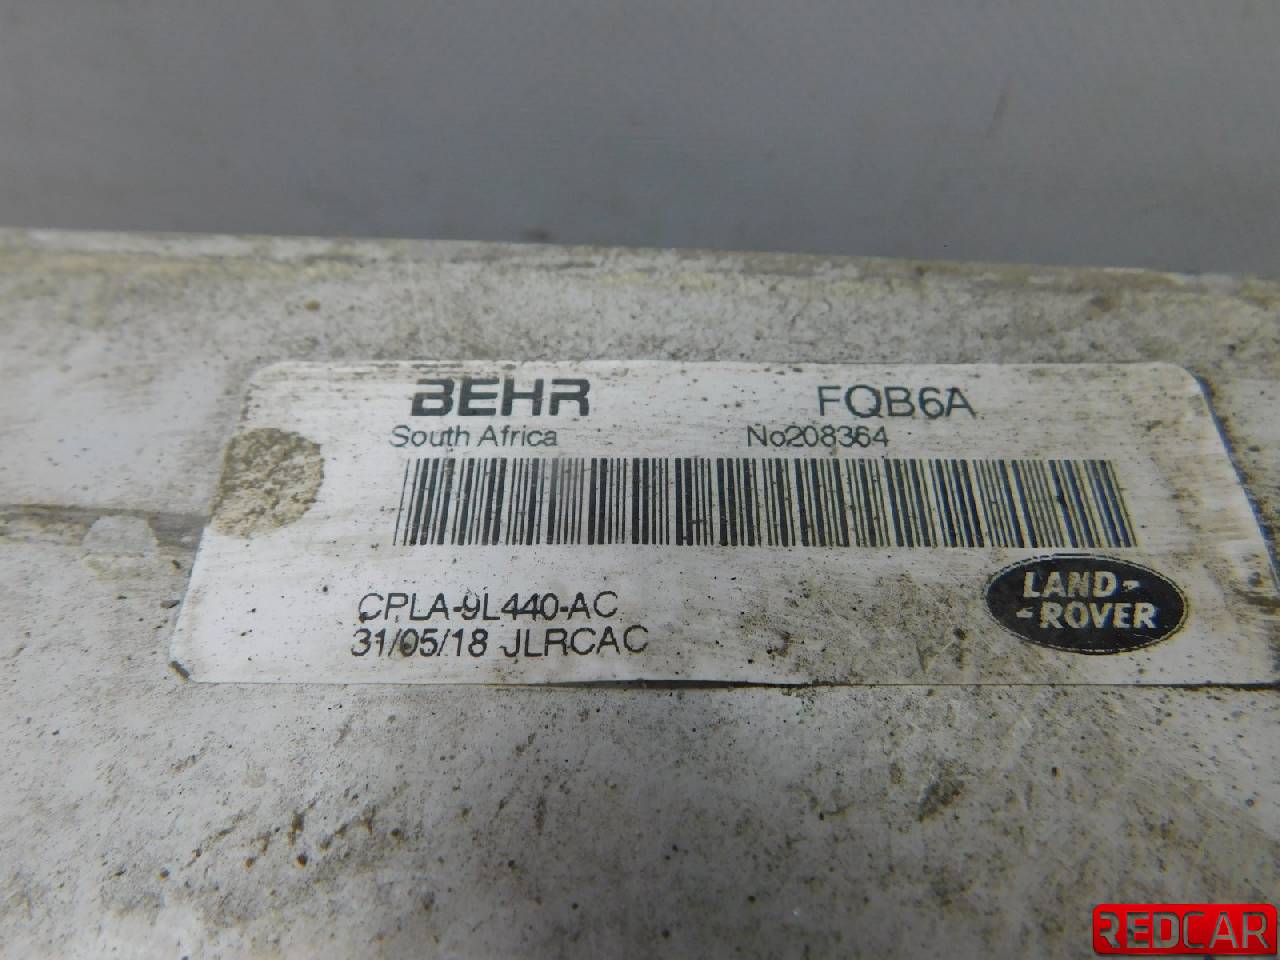 BEHR FQB6A
South Africa No208364
CPLA-9L440-AC
31/05/18 JLRCAC
LAND-
-ROVER
REDCAR